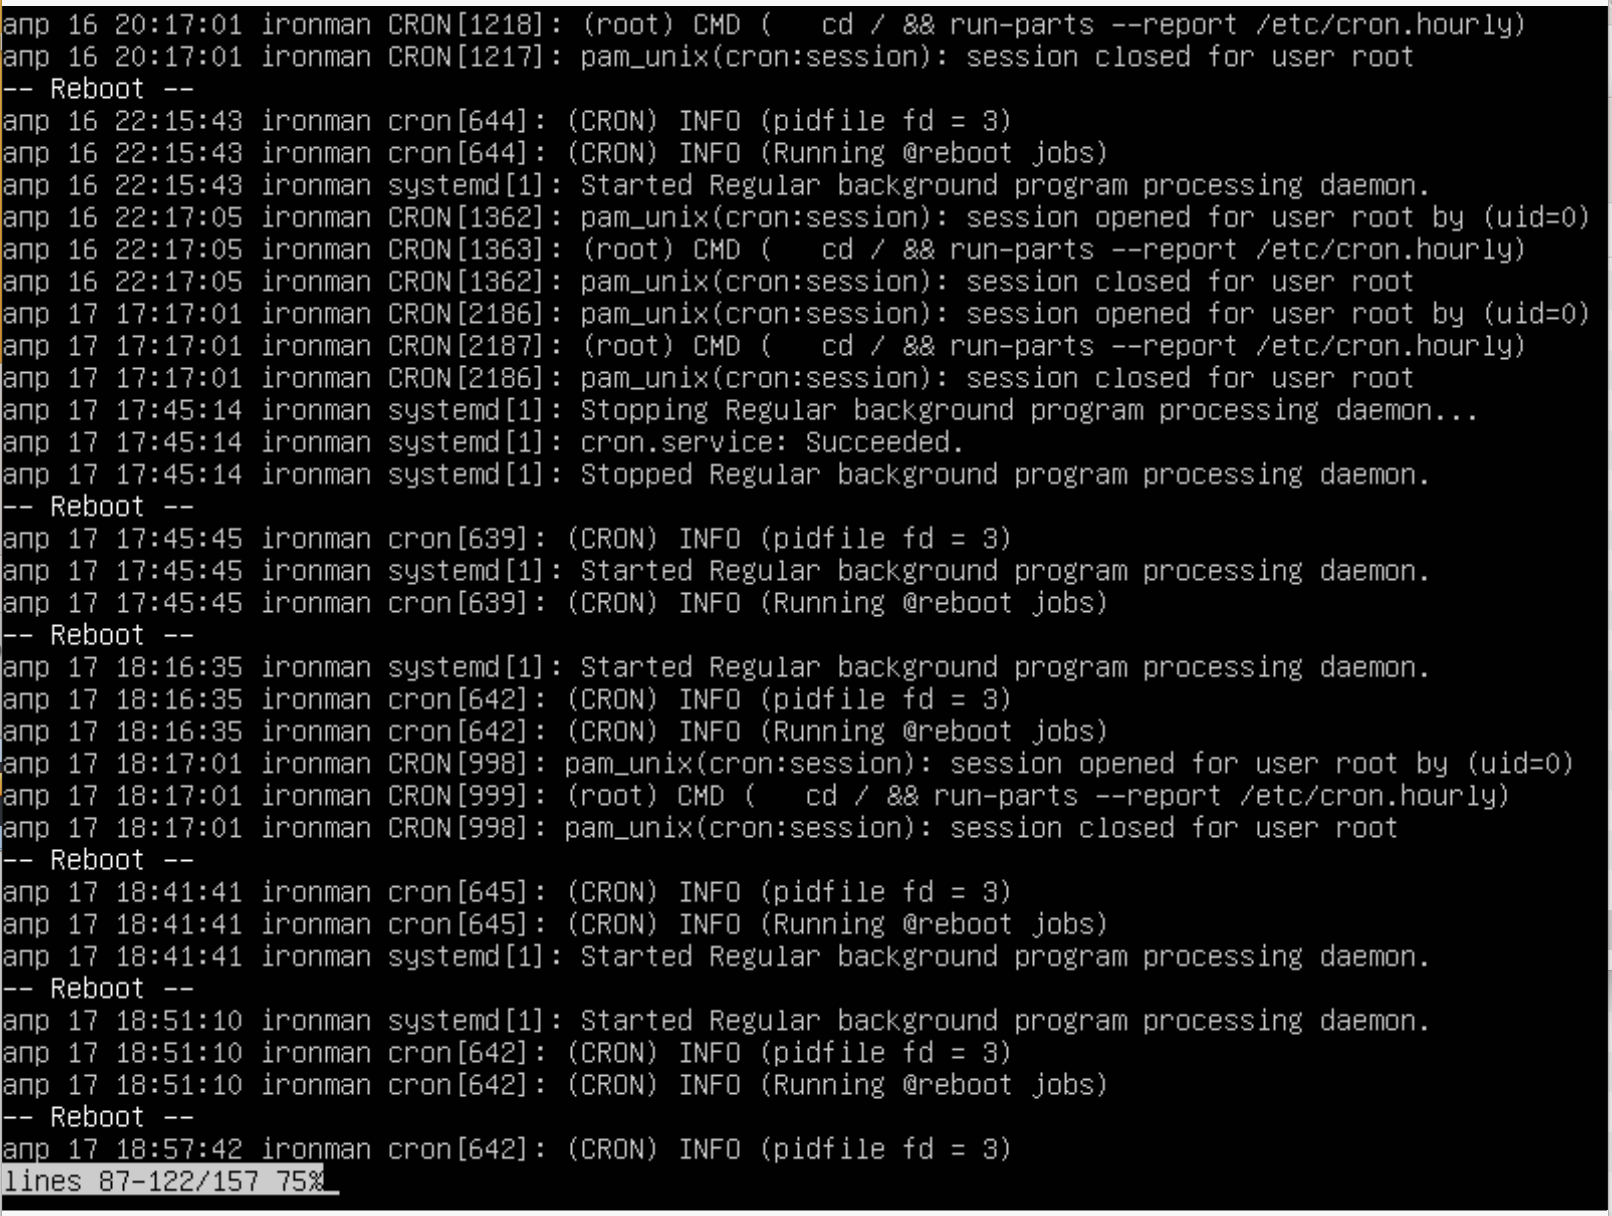 апр 16 20:17:01 ironman CRON[1218]: (root) CMD (   cd / && run-parts --report /etc/cron.hourly)
апр 16 20:17:01 ironman CRON[1217]: pam_unix(cron:session): session closed for user root
-- Reboot --
апр 16 22:15:43 ironman cron[644]: (CRON) INFO (pidfile fd = 3)
апр 16 22:15:43 ironman cron[644]: (CRON) INFO (Running @reboot jobs)
апр 16 22:15:43 ironman systemd[1]: Started Regular background program processing daemon.
апр 16 22:17:05 ironman CRON[1362]: pam_unix(cron:session): session opened for user root by (uid=0)
апр 16 22:17:05 ironman CRON[1363]: (root) CMD (   cd / && run-parts --report /etc/cron.hourly)
апр 16 22:17:05 ironman CRON[1362]: pam_unix(cron:session): session closed for user root
апр 17 17:17:01 ironman CRON[2186]: pam_unix(cron:session): session opened for user root by (uid=0)
апр 17 17:17:01 ironman CRON[2187]: (root) CMD (   cd / && run-parts --report /etc/cron.hourly)
апр 17 17:17:01 ironman CRON[2186]: pam_unix(cron:session): session closed for user root
апр 17 17:45:14 ironman systemd[1]: Stopping Regular background program processing daemon...
апр 17 17:45:14 ironman systemd[1]: cron.service: Succeeded.
апр 17 17:45:14 ironman systemd[1]: Stopped Regular background program processing daemon.
-- Reboot --
апр 17 17:45:45 ironman cron[639]: (CRON) INFO (pidfile fd = 3)
апр 17 17:45:45 ironman systemd[1]: Started Regular background program processing daemon.
апр 17 17:45:45 ironman cron[639]: (CRON) INFO (Running @reboot jobs)
-- Reboot --
апр 17 18:16:35 ironman systemd[1]: Started Regular background program processing daemon.
апр 17 18:16:35 ironman cron[642]: (CRON) INFO (pidfile fd = 3)
апр 17 18:16:35 ironman cron[642]: (CRON) INFO (Running @reboot jobs)
апр 17 18:17:01 ironman CRON[998]: pam_unix(cron:session): session opened for user root by (uid=0)
апр 17 18:17:01 ironman CRON[999]: (root) CMD (   cd / && run-parts --report /etc/cron.hourly)
апр 17 18:17:01 ironman CRON[998]: pam_unix(cron:session): session closed for user root
-- Reboot --
апр 17 18:41:41 ironman cron[645]: (CRON) INFO (pidfile fd = 3)
апр 17 18:41:41 ironman cron[645]: (CRON) INFO (Running @reboot jobs)
апр 17 18:41:41 ironman systemd[1]: Started Regular background program processing daemon.
-- Reboot --
апр 17 18:51:10 ironman systemd[1]: Started Regular background program processing daemon.
апр 17 18:51:10 ironman cron[642]: (CRON) INFO (pidfile fd = 3)
апр 17 18:51:10 ironman cron[642]: (CRON) INFO (Running @reboot jobs)
-- Reboot --
апр 17 18:57:42 ironman cron[642]: (CRON) INFO (pidfile fd = 3)
lines 87-122/157 75%